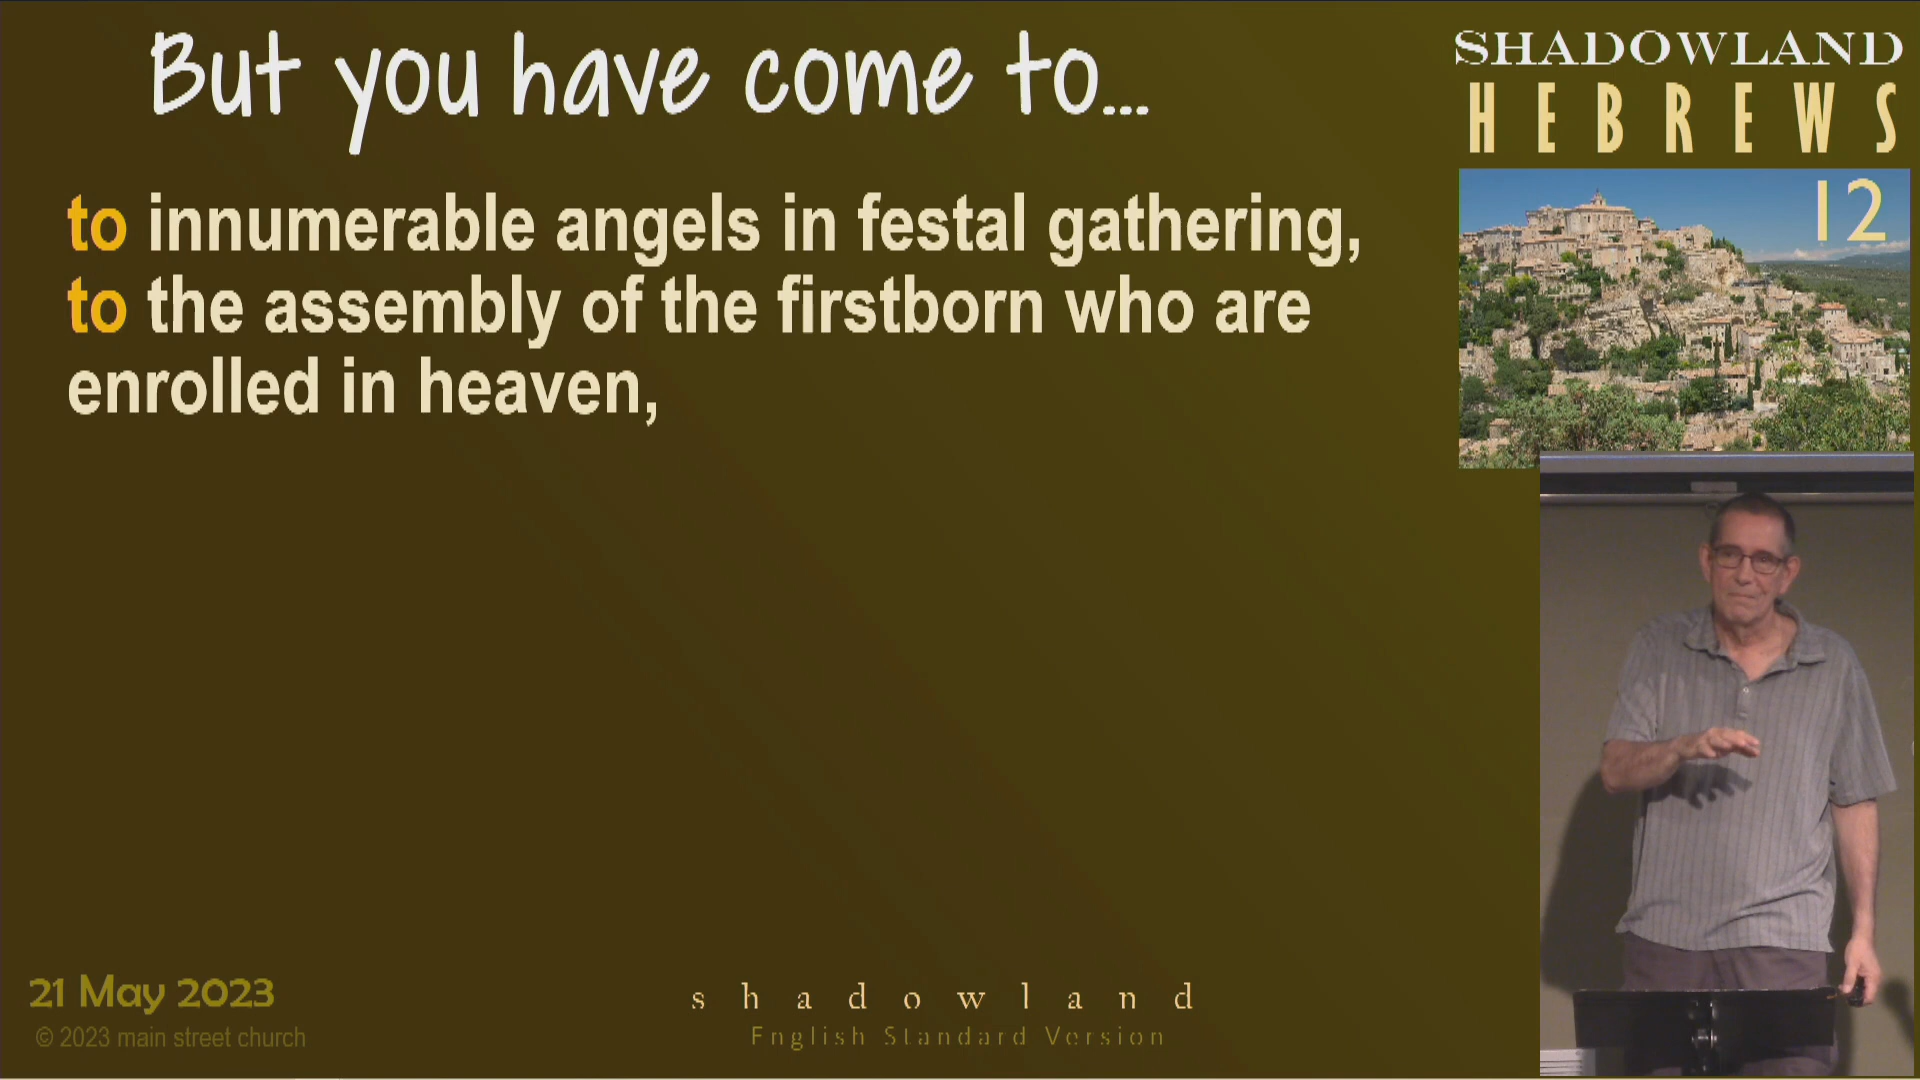 But you have come to...
to innumerable angels in festal gathering,
to the assembly of the firstborn who are
enrolled in heaven,
SHADOWLAND
HEBREWS
12
21 May 2023
© 2023 main street church
shadowland
English Standard Version